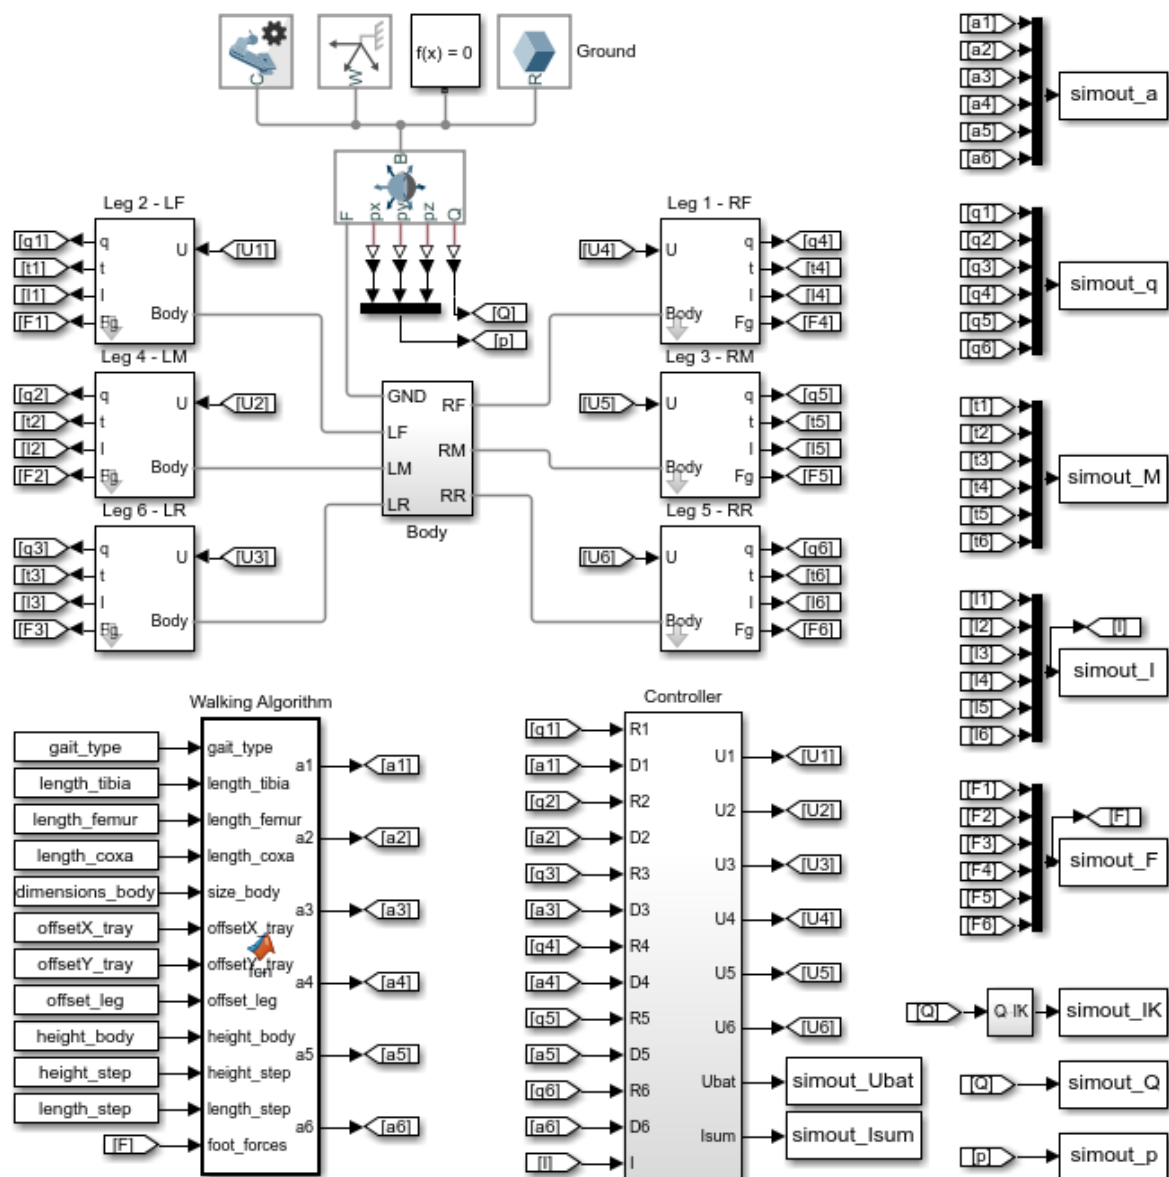 C
W
f(x) = 0
R
Ground
B
F
px
py
pz
Q
[Q]
[p]
Leg 2 - LF
[q1]
q
[t1]
t
[I1]
I
[F1]
Fg
U
[U1]
Body
Leg 4 - LM
[q2]
q
[t2]
t
[I2]
I
[F2]
Fg
U
[U2]
Body
Leg 6 - LR
[q3]
q
[t3]
t
[I3]
I
[F3]
Fg
U
[U3]
Body
GND
LF
LM
LR
RF
RM
RR
Body
Leg 1 - RF
[U4]
U
Body
q
[q4]
t
[t4]
I
[I4]
Fg
[F4]
Leg 3 - RM
[U5]
U
Body
q
[q5]
t
[t5]
I
[I5]
Fg
[F5]
Leg 5 - RR
[U6]
U
Body
q
[q6]
t
[t6]
I
[I6]
Fg
[F6]
[a1]
[a2]
[a3]
[a4]
[a5]
[a6]
simout_a
[q1]
[q2]
[q3]
[q4]
[q5]
[q6]
simout_q
[t1]
[t2]
[t3]
[t4]
[t5]
[t6]
simout_M
[I1]
[I2]
[I3]
[I4]
[I5]
[I6]
[I]
simout_I
[F1]
[F2]
[F3]
[F4]
[F5]
[F6]
[F]
simout_F
[Q]
Q IK
simout_IK
[Q]
simout_Q
[p]
simout_p
Walking Algorithm
gait_type
length_tibia
length_femur
length_coxa
dimensions_body
offsetX_tray
offsetY_tray
offset_leg
height_body
height_step
length_step
[F]
gait_type
length_tibia
length_femur
length_coxa
size_body
offsetX_tray
offsetY_tray
fcn
offset_leg
height_body
height_step
length_step
foot_forces
a1
a2
a3
a4
a5
a6
[a1]
[a2]
[a3]
[a4]
[a5]
[a6]
Controller
[q1]
[a1]
[q2]
[a2]
[q3]
[a3]
[q4]
[a4]
[q5]
[a5]
[q6]
[a6]
[I]
R1
D1
R2
D2
R3
D3
R4
D4
R5
D5
R6
D6
I
U1
U2
U3
U4
U5
U6
Ubat
Isum
[U1]
[U2]
[U3]
[U4]
[U5]
[U6]
simout_Ubat
simout_Isum